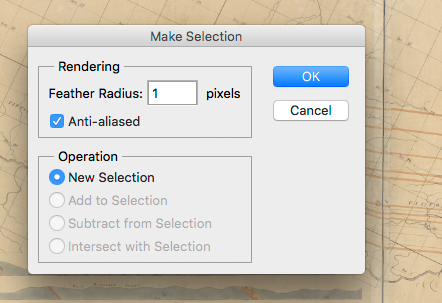 Make Selection
Rendering
Feather Radius: 1 pixels
Anti-aliased
OK
Cancel
Operation
New Selection
Add to Selection
Subtract from Selection
Intersect with Selection